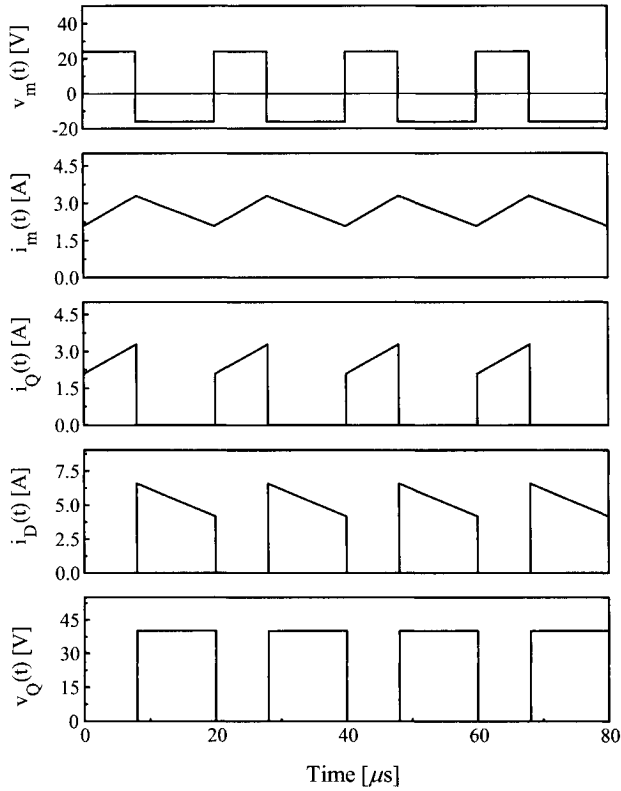 v_m(t) [V]
40
20
0
-20
i_m(t) [A]
4.5
3.0
1.5
0.0
i_Q(t) [A]
4.5
3.0
1.5
0.0
i_D(t) [A]
7.5
5.0
2.5
0.0
v_Q(t) [V]
45
30
15
0
0 20 40 60 80
Time [μs]